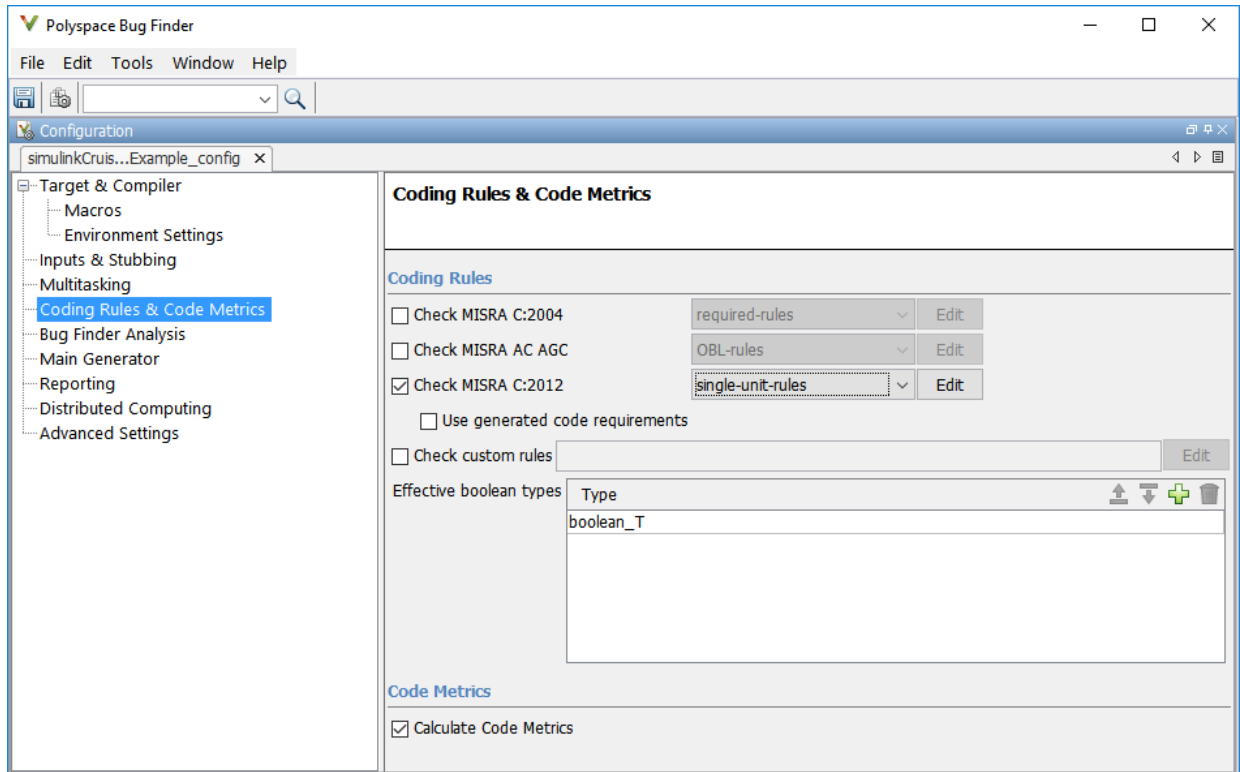 Polyspace Bug Finder
File Edit Tools Window Help
Configuration
simulinkCruis...Example_config
Target & Compiler
Macros
Environment Settings
Inputs & Stubbing
Multitasking
Coding Rules & Code Metrics
Bug Finder Analysis
Main Generator
Reporting
Distributed Computing
Advanced Settings
Coding Rules & Code Metrics
Coding Rules
Check MISRA C:2004 required-rules Edit
Check MISRA AC AGC OBL-rules Edit
Check MISRA C:2012 single-unit-rules Edit
Use generated code requirements
Check custom rules Edit
Effective boolean types Type
boolean_T
Code Metrics
Calculate Code Metrics